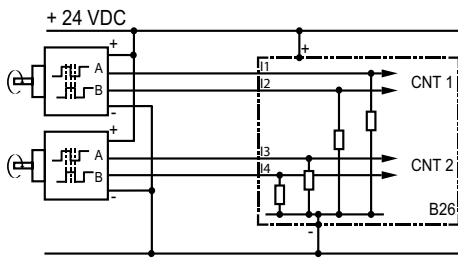 + 24 VDC
+
+
A
I1
CNT 1
B
I2
-
+
A
I3
CNT 2
B
I4
-
B26
-